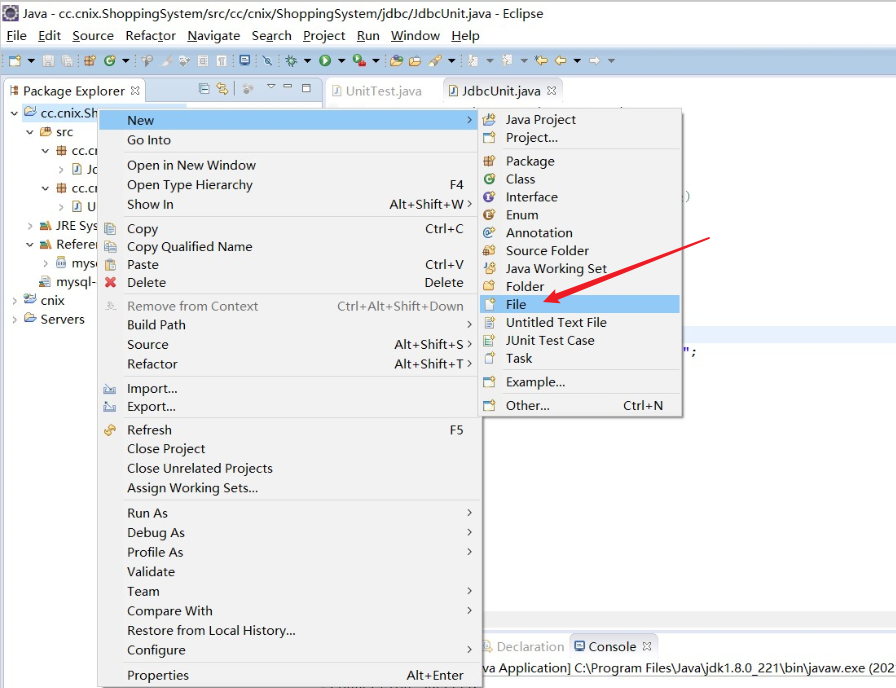 Java - cc.cnix.ShoppingSystem/src/cc/cnix/ShoppingSystem/jdbc/JdbcUnit.java - Eclipse
File Edit Source Refactor Navigate Search Project Run Window Help
Package Explorer
UnitTest.java
JdbcUnit.java
cc.cnix.Sh
src
cc.c
cc.c
U
JRE Sys
Referen
mys
mysql-
cnix
Servers
New
Go Into
Open in New Window
Open Type Hierarchy F4
Show In Alt+Shift+W
Copy Ctrl+C
Copy Qualified Name
Paste Ctrl+V
Delete Delete
Remove from Context Ctrl+Alt+Shift+Down
Build Path
Source Alt+Shift+S
Refactor Alt+Shift+T
Import...
Export...
Refresh F5
Close Project
Close Unrelated Projects
Assign Working Sets...
Run As
Debug As
Profile As
Validate
Team
Compare With
Restore from Local History...
Configure
Properties Alt+Enter
Java Project
Project...
Package
Class
Interface
Enum
Annotation
Source Folder
Java Working Set
Folder
File
Untitled Text File
JUnit Test Case
Task
Example...
Other... Ctrl+N
)
";
Declaration
Console
va Application] C:\Program Files\Java\jdk1.8.0_221\bin\javaw.exe (202